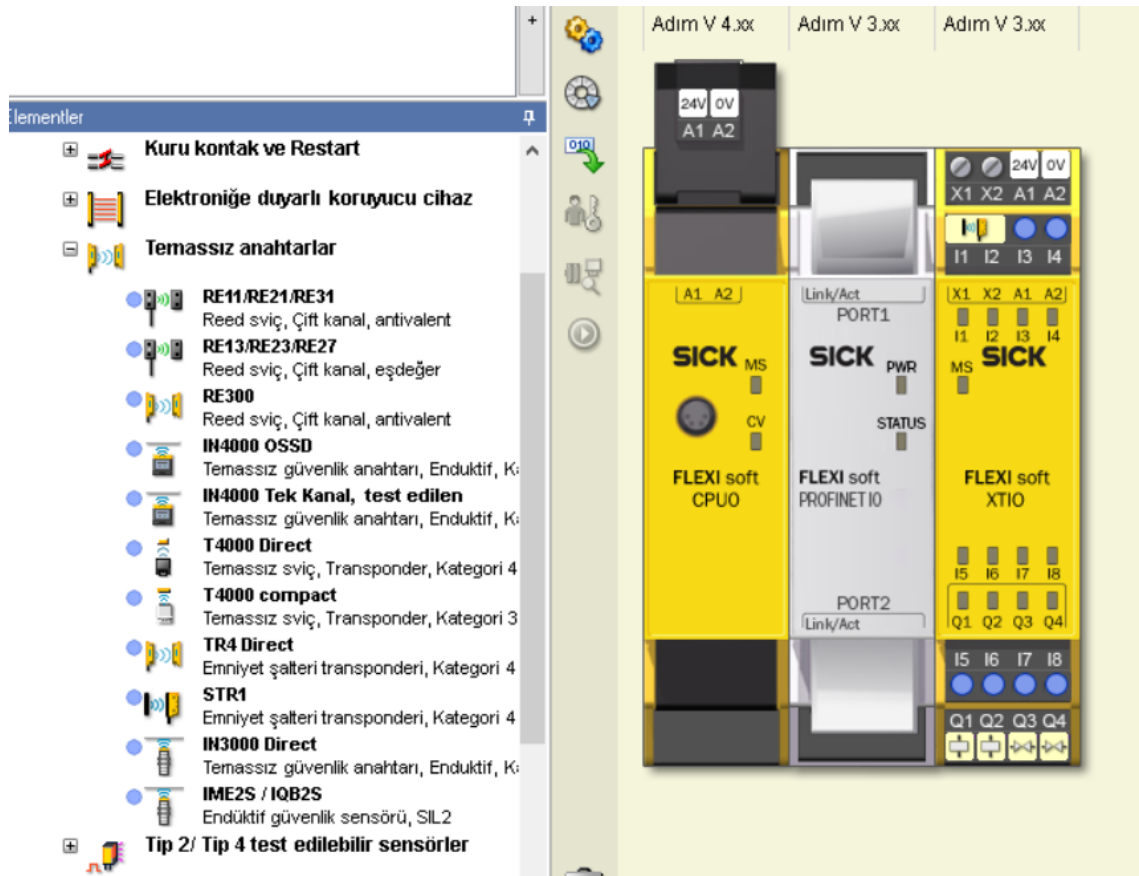 Elementler
Kuru kontak ve Restart
Elektroniğe duyarlı koruyucu cihaz
Temassız anahtarlar
RE11/RE21/RE31
Reed sviç, Çift kanal, antivalent
RE13/RE23/RE27
Reed sviç, Çift kanal, eşdeğer
RE300
Reed sviç, Çift kanal, antivalent
IN4000 OSSD
Temassız güvenlik anahtarı, Enduktif, Ka
IN4000 Tek Kanal, test edilen
Temassız güvenlik anahtarı, Enduktif, Ka
T4000 Direct
Temassız sviç, Transponder, Kategori 4
T4000 compact
Temassız sviç, Transponder, Kategori 3
TR4 Direct
Emniyet şalteri transponderi, Kategori 4
STR1
Emniyet şalteri transponderi, Kategori 4
IN3000 Direct
Temassız güvenlik anahtarı, Enduktif, Ka
IME2S / IQB2S
Endüktif güvenlik sensörü, SIL2
Tip 2/ Tip 4 test edilebilir sensörler
010
Adım V 4.xx
24V 0V
A1 A2
A1 A2
SICK
MS
CV
FLEXI soft
CPU0
Adım V 3.xx
Link/Act
PORT1
SICK
PWR
STATUS
FLEXI soft
PROFINET IO
PORT2
Link/Act
Adım V 3.xx
24V 0V
X1 X2 A1 A2
I1 I2 I3 I4
X1 X2 A1 A2
I1 I2 I3 I4
MS SICK
FLEXI soft
XTIO
I5 I6 I7 I8
Q1 Q2 Q3 Q4
I5 I6 I7 I8
Q1 Q2 Q3 Q4